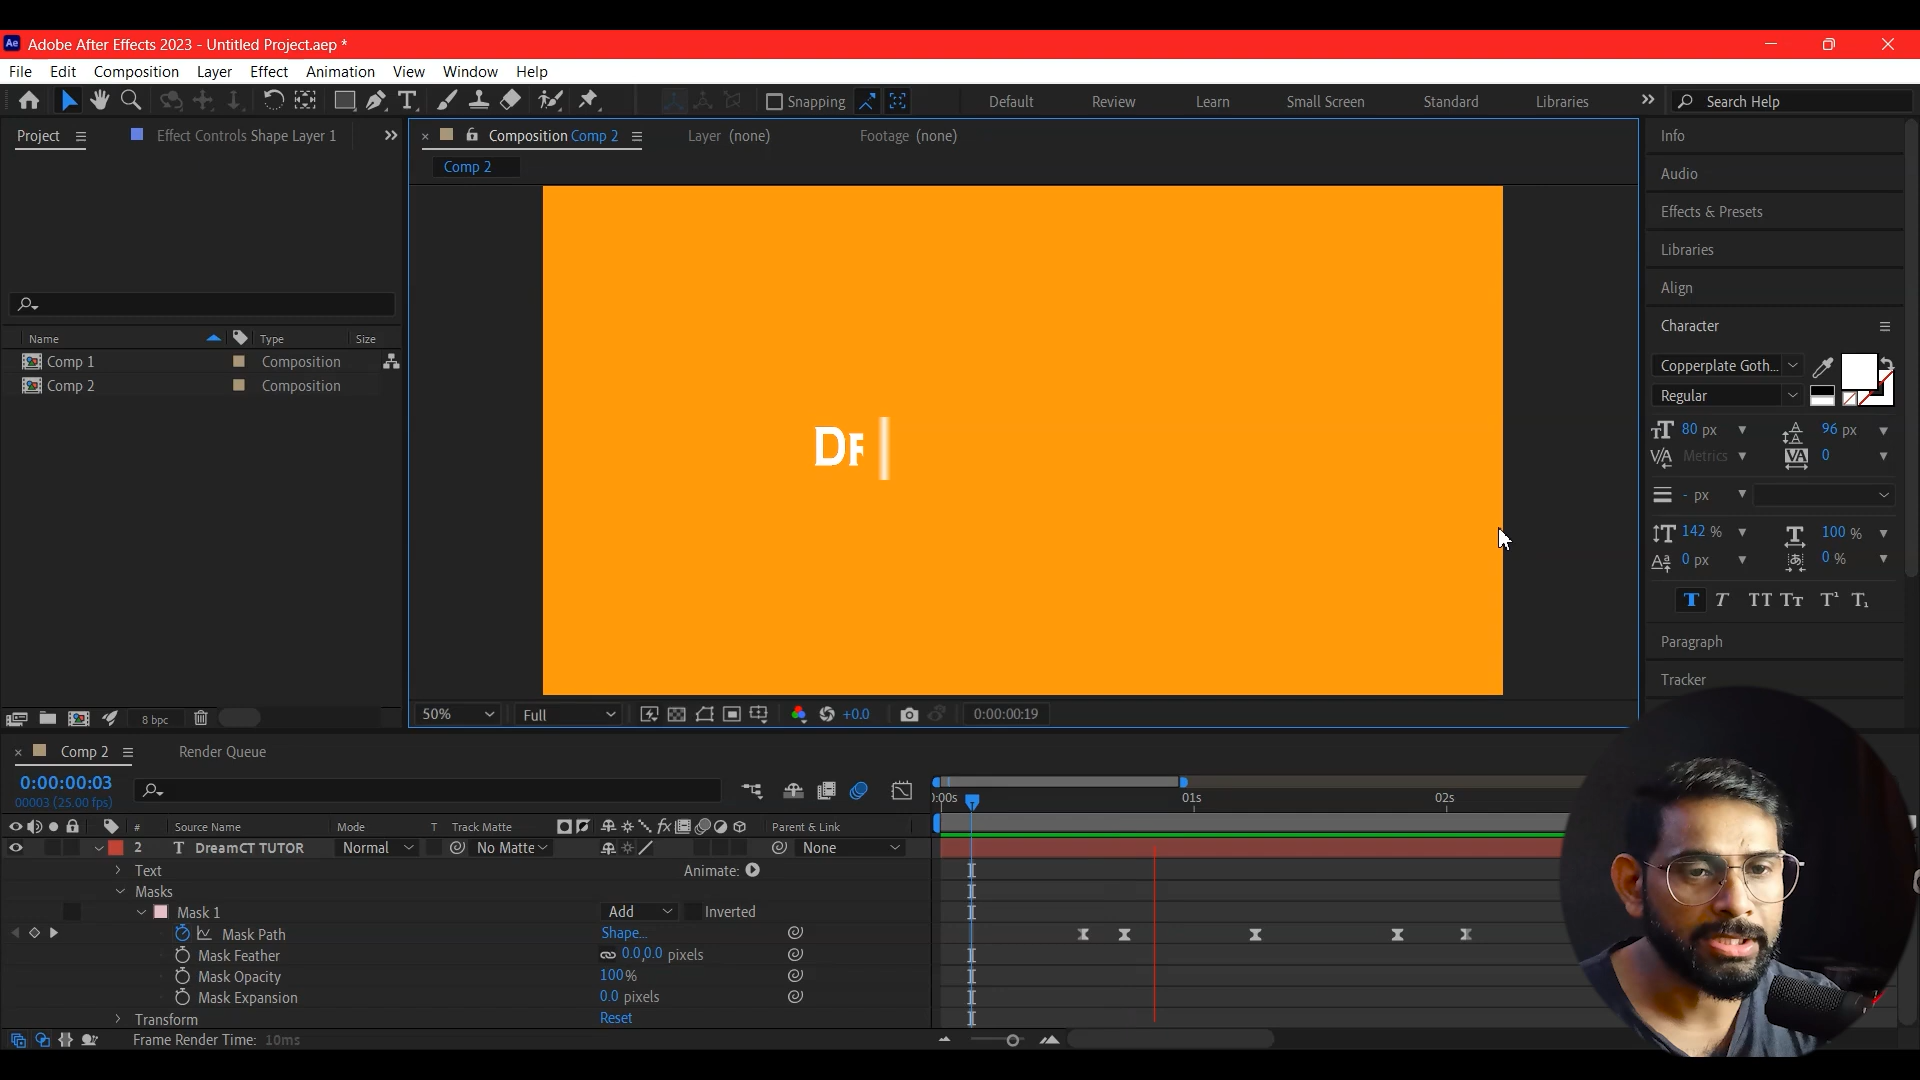 Ae Adobe After Effects 2023 - Untitled Project.aep *
File Edit Composition Layer Effect Animation View Window Help
Snapping Default Review Learn Small Screen Standard Libraries Search Help
Project Effect Controls Shape Layer 1
Composition Comp 2 Layer (none) Footage (none)
Comp 2
Name Type Size
Comp 1 Composition
Comp 2 Composition
8 bpc
D
50% Full +0.0 0:00:00:19
Info
Audio
Effects & Presets
Libraries
Align
Character
Copperplate Goth...
Regular
80 px 96 px
Metrics 0
- px
142 % 100 %
0 px 0 %
T T TT Tт T¹ T₁
Paragraph
Tracker
Comp 2 Render Queue
0:00:00:03
00003 (25.00 fps)
):00s 01s 02s
# Source Name Mode T Track Matte Parent & Link
2 T DreamCT TUTOR Normal No Matte None
Text Animate:
Masks
Mask 1 Add Inverted
Mask Path Shape...
Mask Feather 0.0,0.0 pixels
Mask Opacity 100%
Mask Expansion 0.0 pixels
Transform Reset
Frame Render Time: 10ms